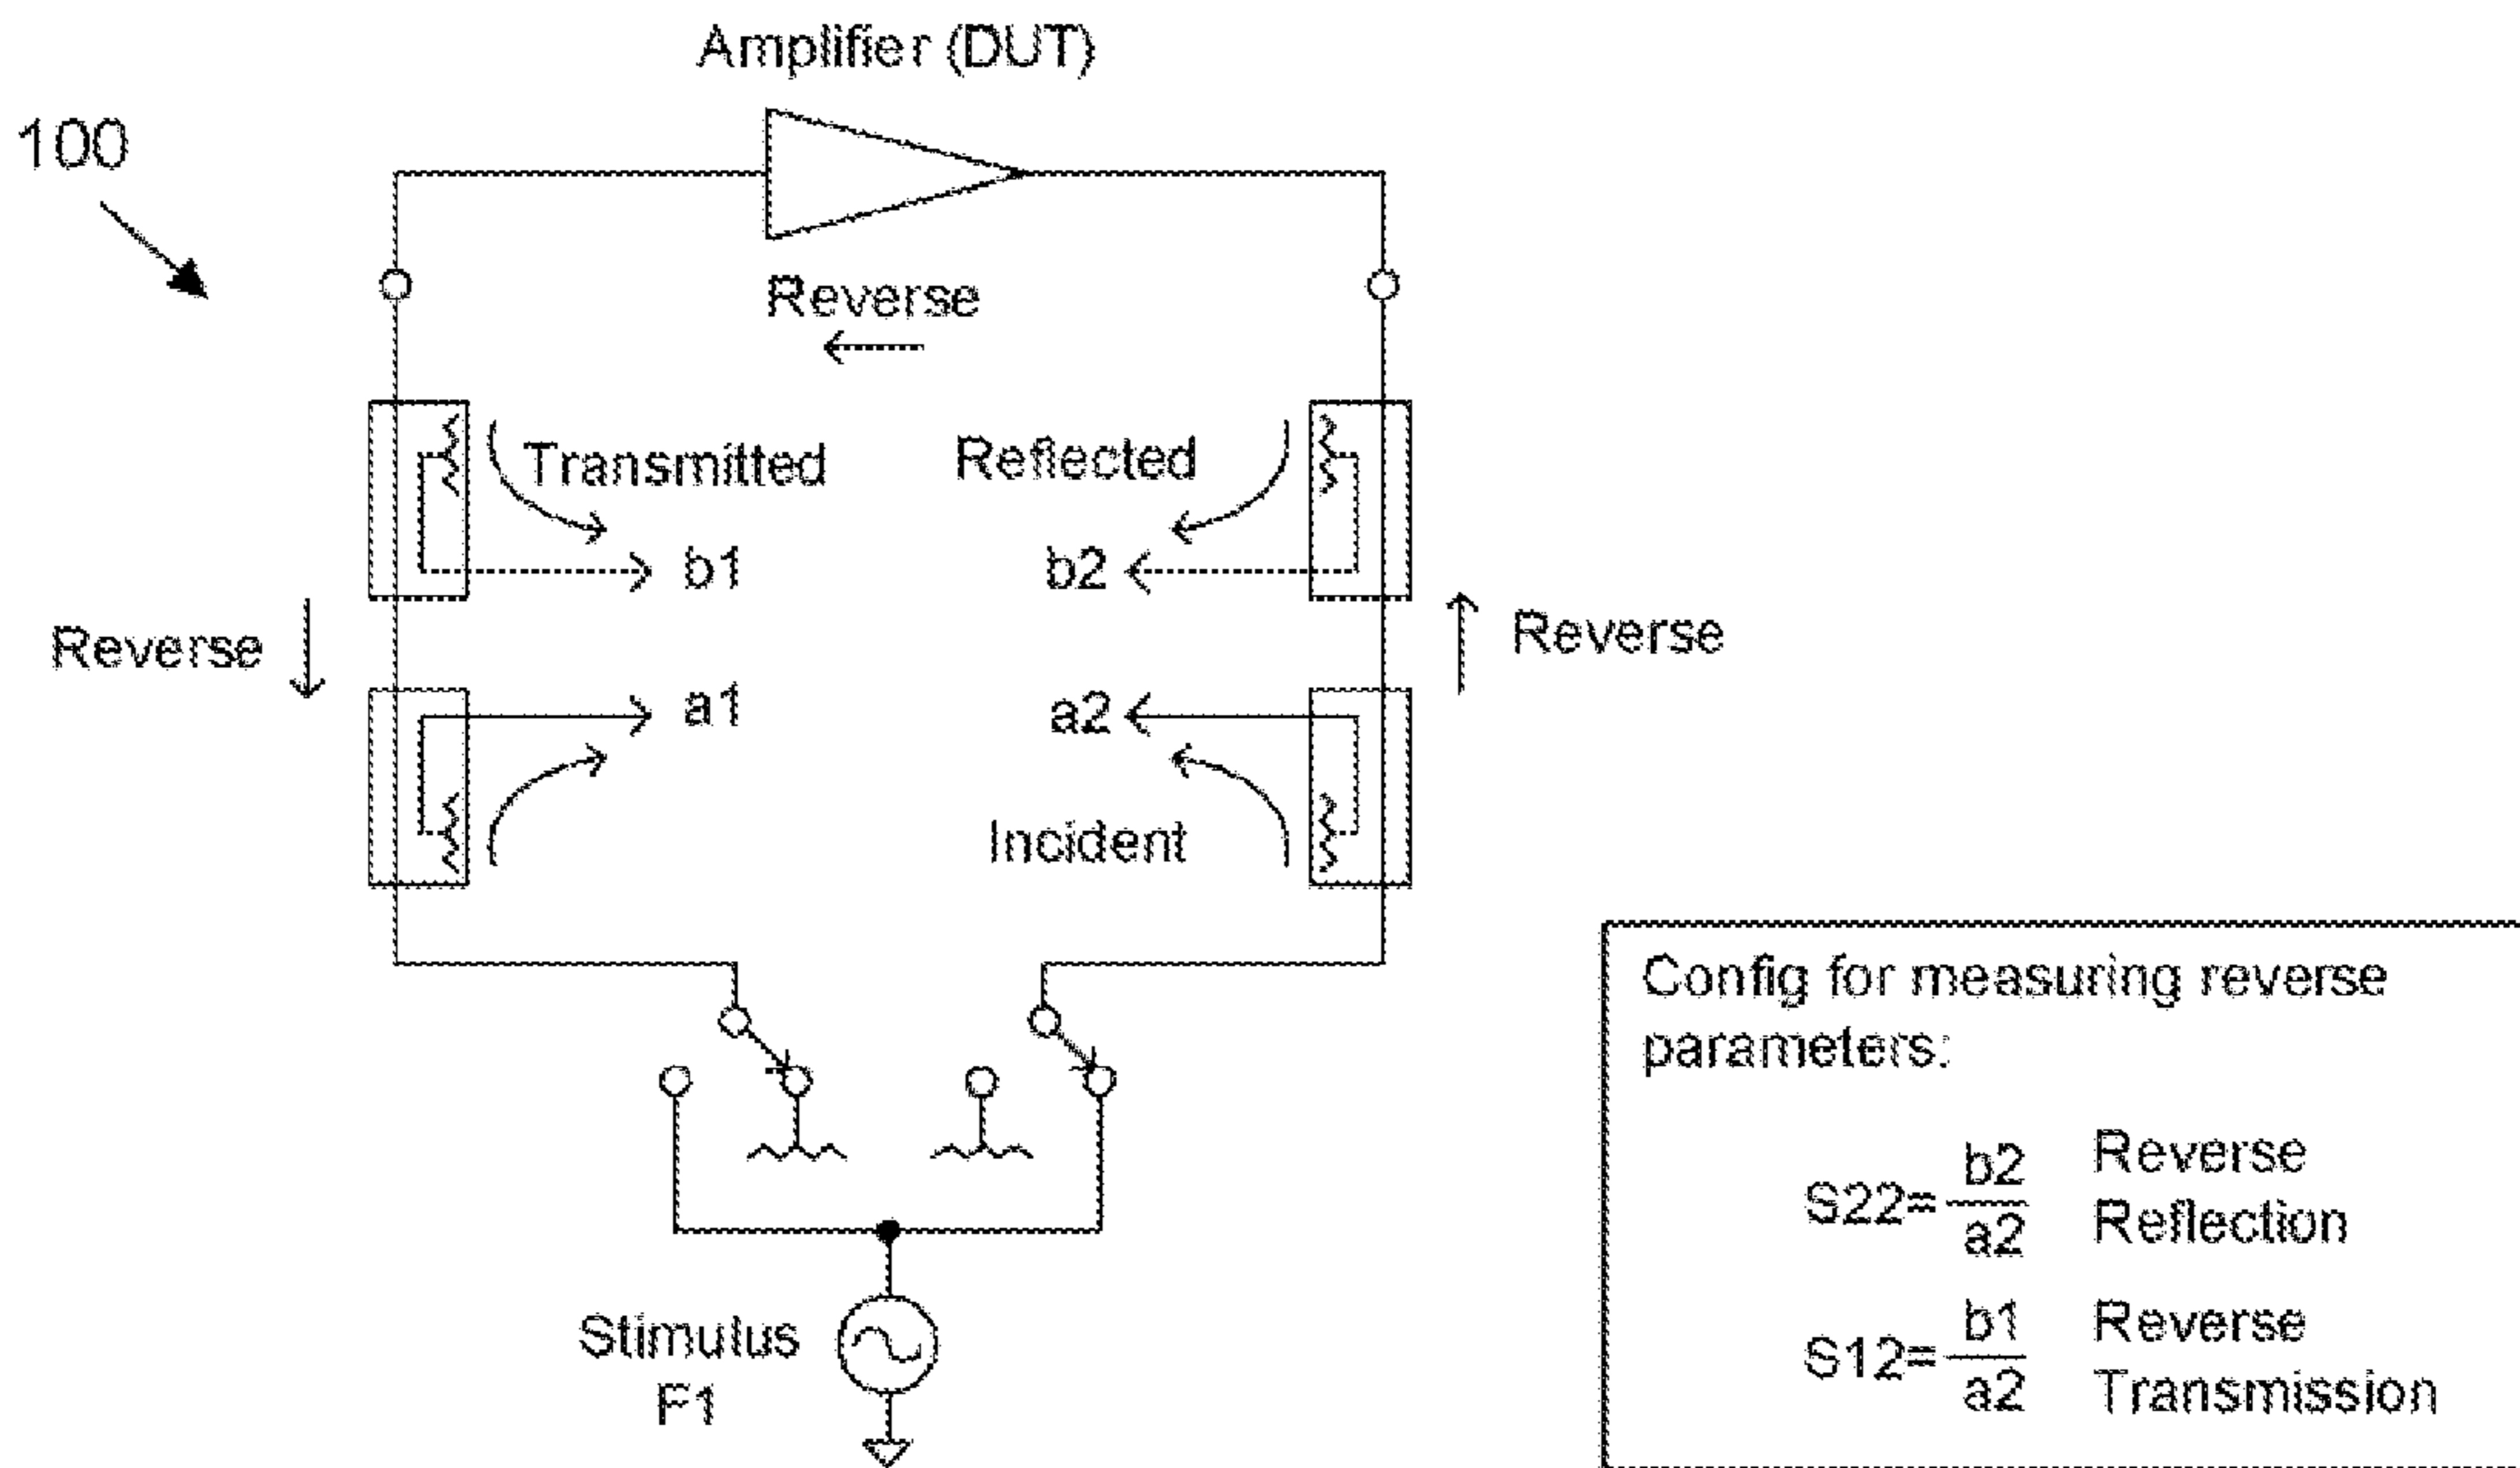 Amplifier (DUT)
100
Reverse
Transmitted
Reflected
b1
b2
Reverse
Reverse
a1
a2
Incident
Stimulus
F1
Config for measuring reverse
parameters:
S22= b2 / a2 Reverse
Reflection
S12= b1 / a2 Reverse
Transmission